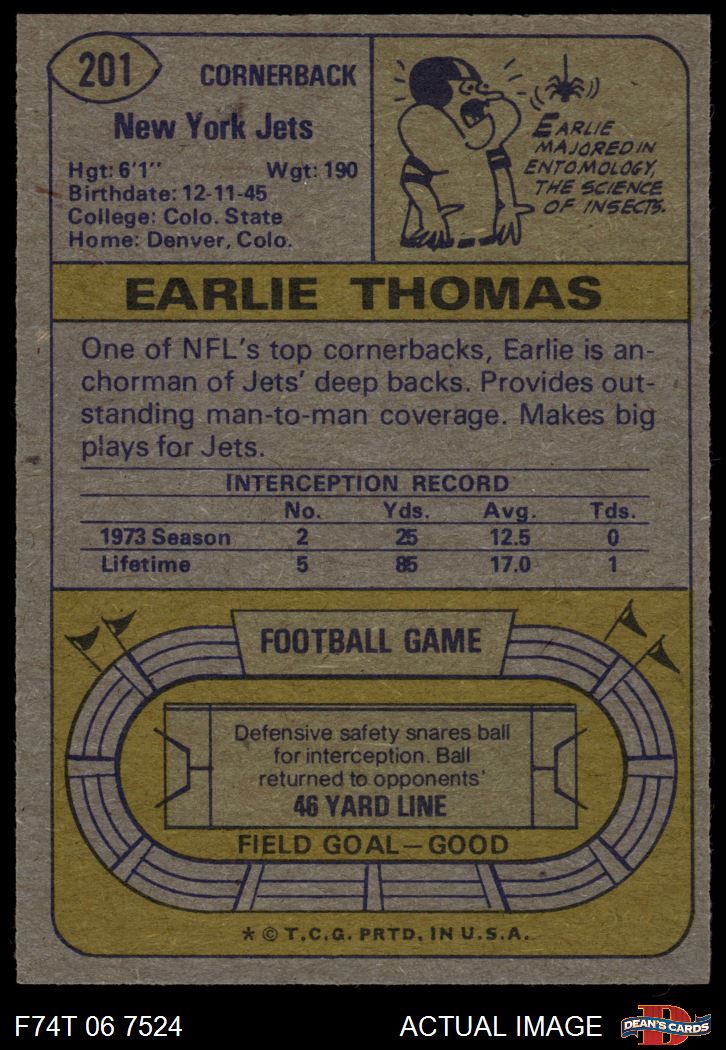 201
CORNERBACK
New York Jets
Hgt: 6'1" Wgt: 190
Birthdate: 12-11-45
College: Colo. State
Home: Denver, Colo.
EARLIE
MAJORED IN
ENTOMOLOGY,
THE SCIENCE
OF INSECTS.
EARLIE THOMAS
One of NFL's top cornerbacks, Earlie is an-
chorman of Jets' deep backs. Provides out-
standing man-to-man coverage. Makes big
plays for Jets.
INTERCEPTION RECORD
No. Yds. Avg. Tds.
1973 Season 2 25 12.5 0
Lifetime 5 85 17.0 1
FOOTBALL GAME
Defensive safety snares ball
for interception. Ball
returned to opponents'
46 YARD LINE
FIELD GOAL—GOOD
* © T.C.G. PRTD. IN U.S.A.
F74T 06 7524
ACTUAL IMAGE
D
DEAN'S CARDS